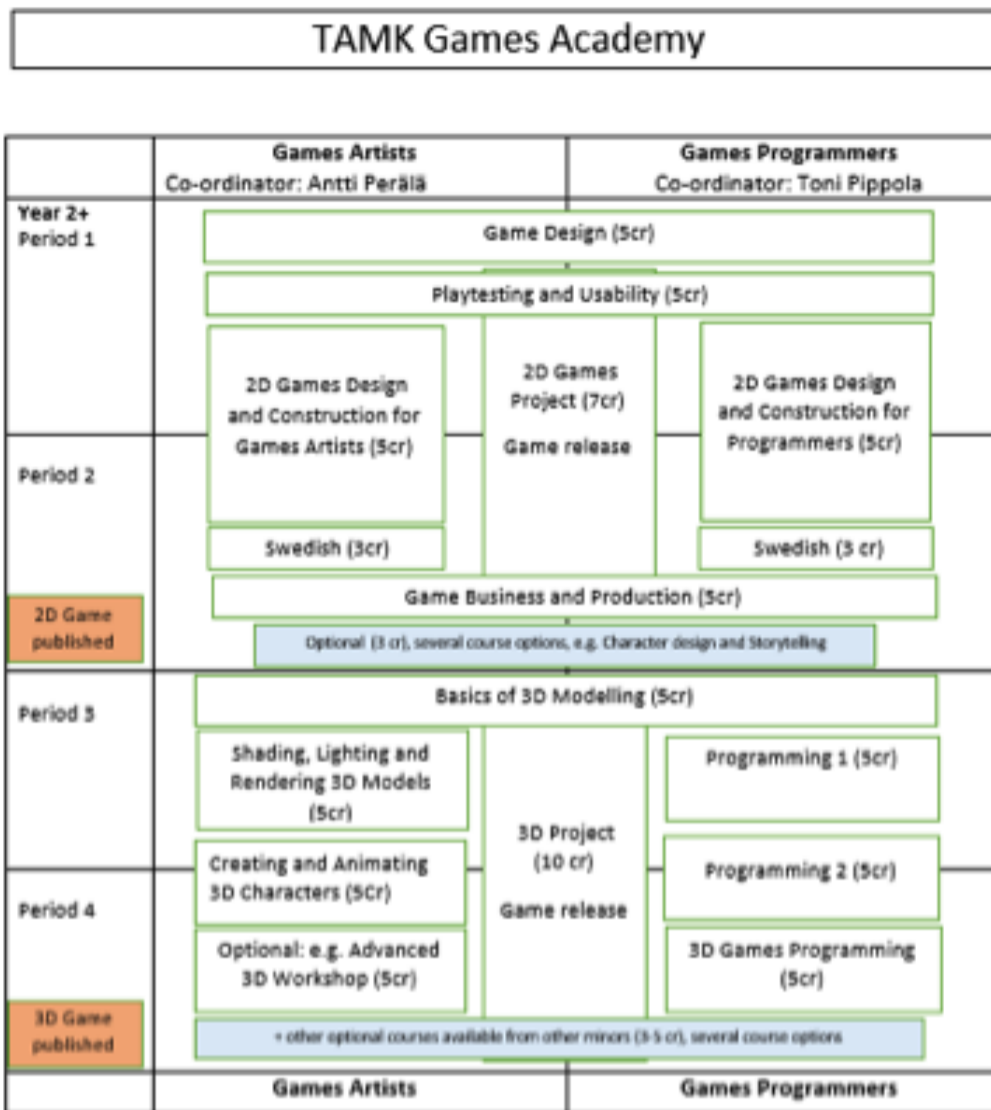 TAMK Games Academy
Games Artists
Co-ordinator: Antti Perälä
Games Programmers
Co-ordinator: Toni Pippola
Year 2+
Period 1
Game Design (5cr)
Playtesting and Usability (5cr)
2D Games Design
and Construction for
Games Artists (5cr)
2D Games
Project (7cr)
Game release
2D Games Design
and Construction for
Programmers (5cr)
Period 2
Swedish (3cr)
Swedish (3 cr)
Game Business and Production (5cr)
2D Game
published
Optional (3 cr), several course options, e.g. Character design and Storytelling
Period 3
Basics of 3D Modelling (5cr)
Shading, Lighting and
Rendering 3D Models
(5cr)
Programming 1 (5cr)
3D Project
(10 cr)
Game release
Creating and Animating
3D Characters (5Cr)
Programming 2 (5cr)
Period 4
Optional: e.g. Advanced
3D Workshop (5cr)
3D Games Programming
(5cr)
3D Game
published
+ other optional courses available from other minors (3-5 cr), several course options
Games Artists
Games Programmers